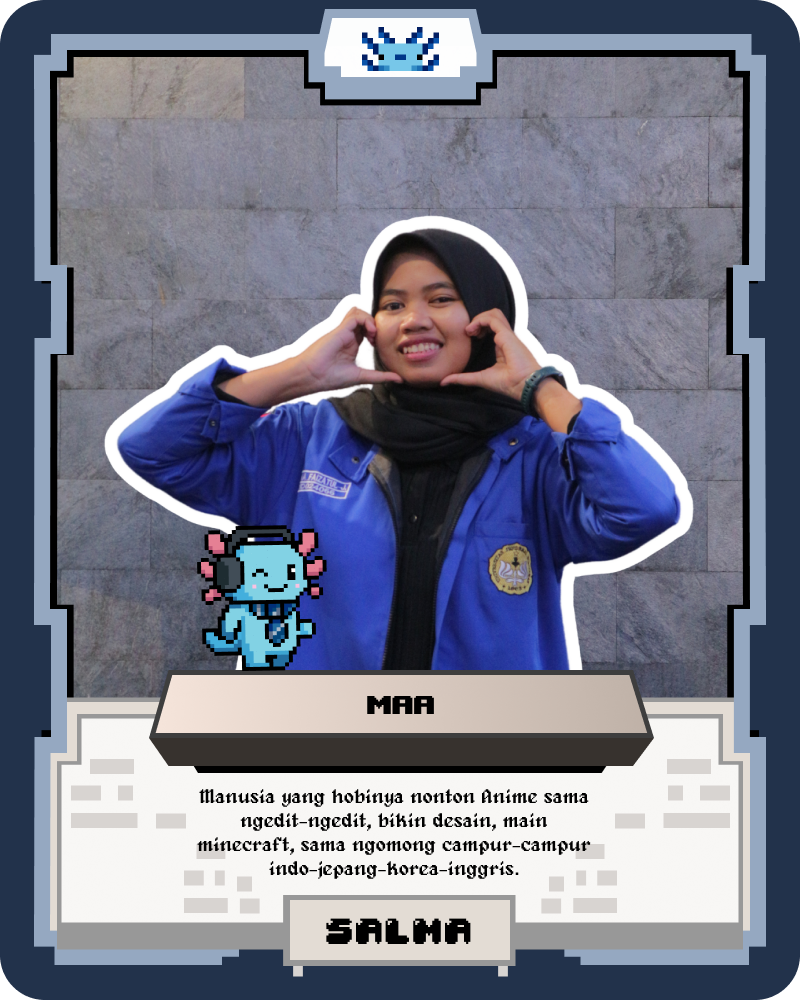 MAA
Manusia yang hobinya nonton Anime sama
ngedit-ngedit, bikin desain, main
minecraft, sama ngomong campur-campur
indo-jepang-korea-inggris.
SALMA